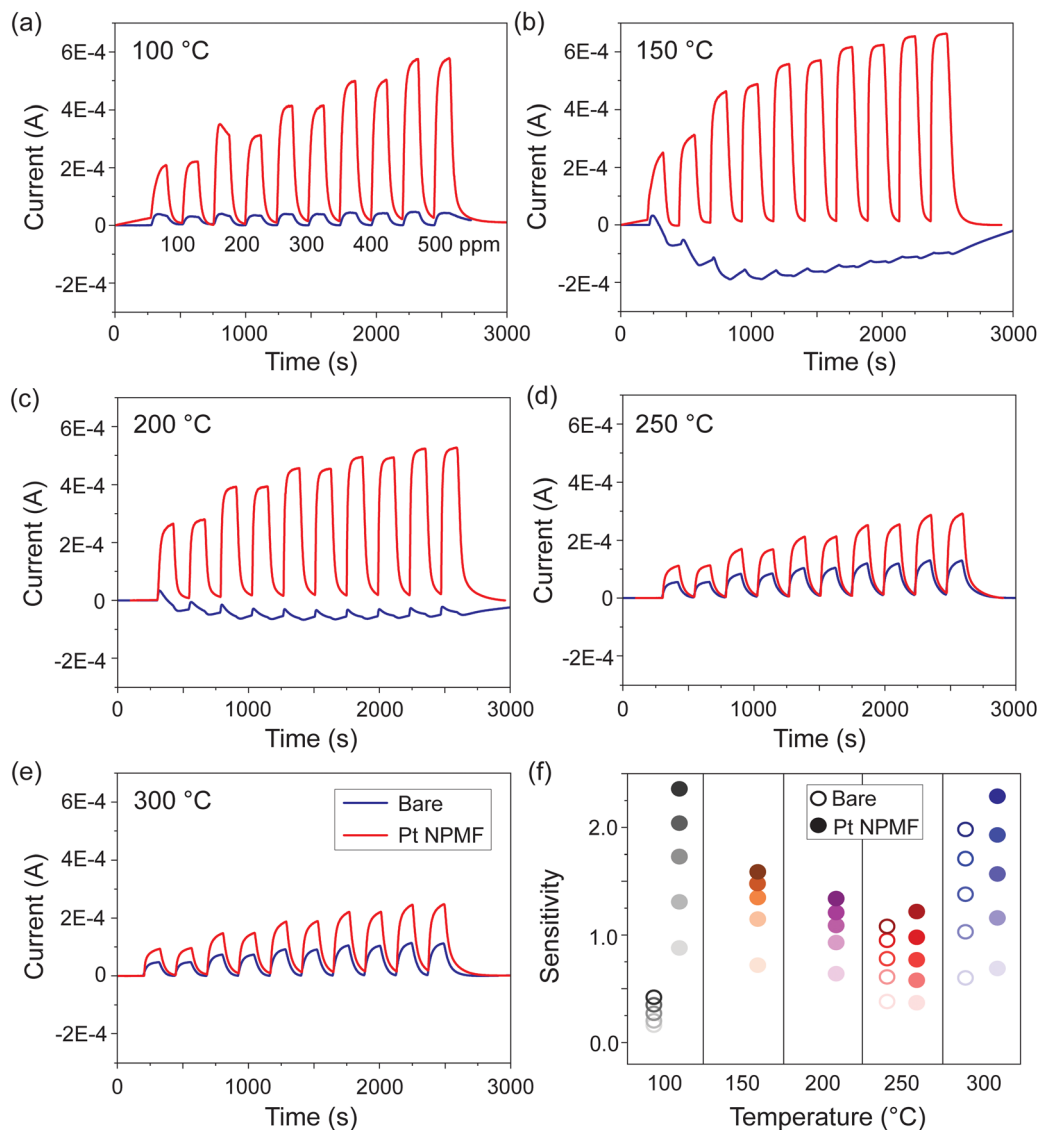 (a)
100 °C
6E-4
4E-4
2E-4
0
-2E-4
Current (A)
100 200 300 400 500 ppm
0 1000 2000 3000
Time (s)
(b)
150 °C
6E-4
4E-4
2E-4
0
-2E-4
Current (A)
0 1000 2000 3000
Time (s)
(c)
200 °C
6E-4
4E-4
2E-4
0
-2E-4
Current (A)
0 1000 2000 3000
Time (s)
(d)
250 °C
6E-4
4E-4
2E-4
0
-2E-4
Current (A)
0 1000 2000 3000
Time (s)
(e)
300 °C
Bare
Pt NPMF
6E-4
4E-4
2E-4
0
-2E-4
Current (A)
0 1000 2000 3000
Time (s)
(f)
Bare
Pt NPMF
2.0
1.0
0.0
Sensitivity
100 150 200 250 300
Temperature (°C)